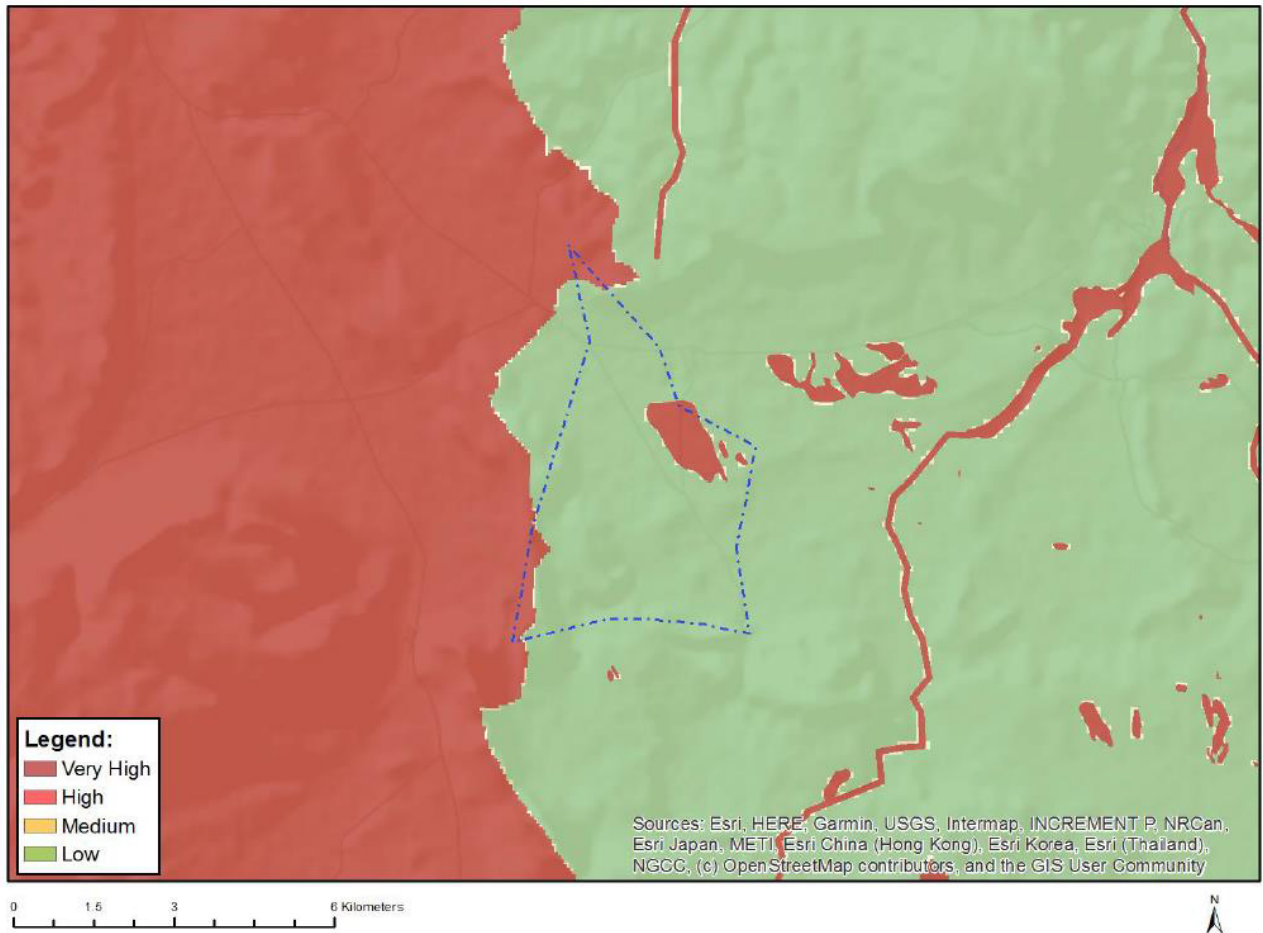 Legend:
Very High
High
Medium
Low
Sources: Esri, HERE, Garmin, USGS, Intermap, INCREMENT P, NRCan,
Esri Japan, METI, Esri China (Hong Kong), Esri Korea, Esri (Thailand),
NGCC, (c) OpenStreetMap contributors, and the GIS User Community
0 1.5 3 6 Kilometers
N